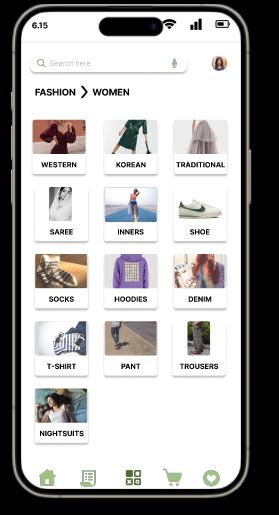 6.15
Search here
FASHION WOMEN
WESTERN KOREAN TRADITIONAL
SAREE INNERS SHOE
SOCKS HOODIES DENIM
T-SHIRT PANT TROUSERS
NIGHTSUITS